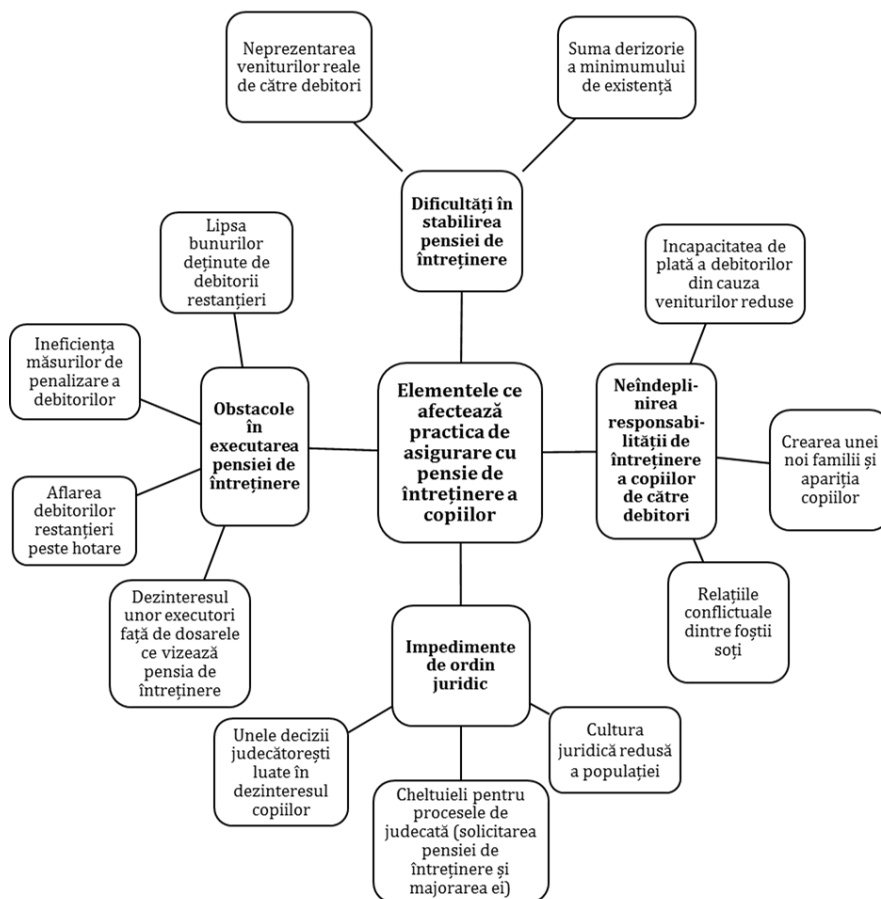 Neprezentarea
veniturilor reale
de către debitori
Suma derizorie
a minimumului
de existență
Dificultăți în
stabilirea
pensiei de
întreținere
Lipsa
bunurilor
deținute de
debitorii
restanțieri
Incapacitatea de
plată a debitorilor
din cauza
veniturilor reduse
Ineficiența
măsurilor de
penalizare a
debitorilor
Obstacole
în
executarea
pensiei de
întreținere
Elementele ce
afectează
practica de
asigurare cu
pensie de
întreținere a
copiilor
Neîndepli-
nirea
responsabi-
lității de
întreținere
a copiilor
de către
debitori
Crearea unei
noi familii și
apariția
copiilor
Aflarea
debitorilor
restanțieri
peste hotare
Dezinteresul
unor executori
față de dosarele
ce vizează
pensia de
întreținere
Relațiile
conflictuale
dintre foștii
soți
Impedimente
de ordin
juridic
Unele decizii
judecătorești
luate în
dezinteresul
copiilor
Cheltuieli pentru
procesele de
judecată (solicitarea
pensiei de
întreținere și
majorarea ei)
Cultura
juridică redusă
a populației